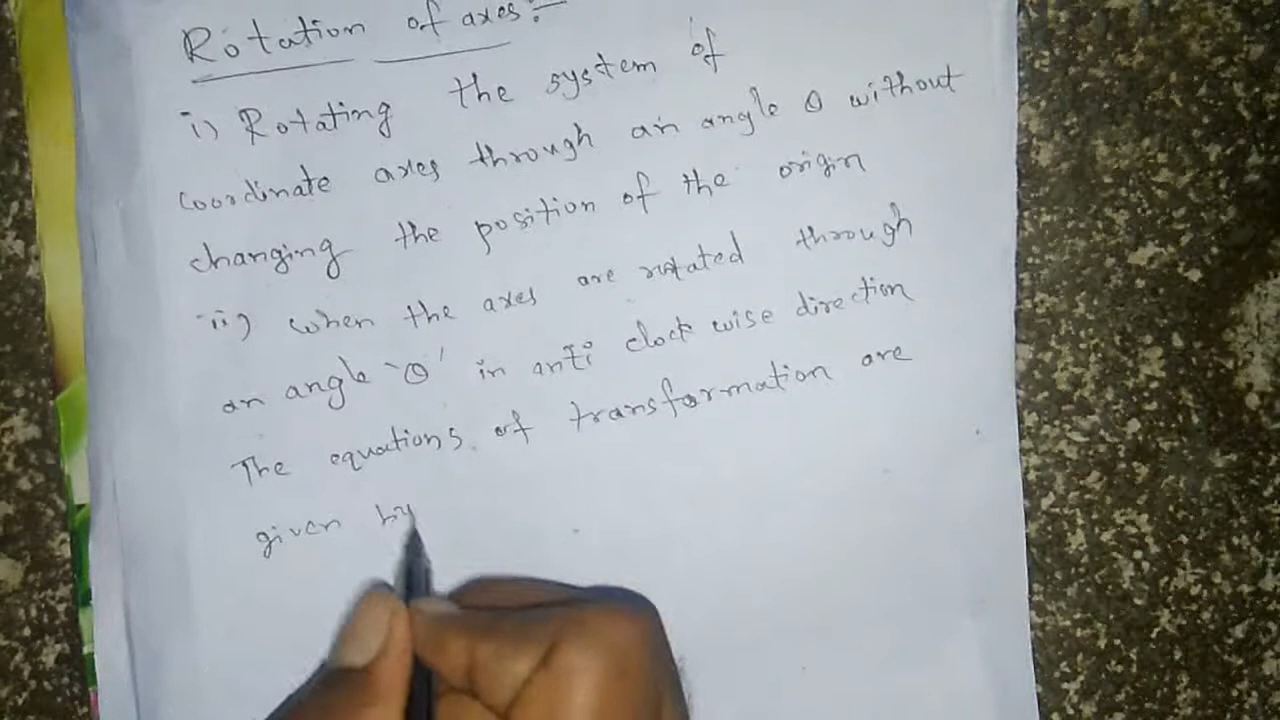 Rotation of axes:-
i) Rotating the system of
coordinate axes through an angle θ without
changing the position of the origin
ii) when the axes are rotated through
an angle 'θ' in anti clock wise direction
The equations of transformation are
given by